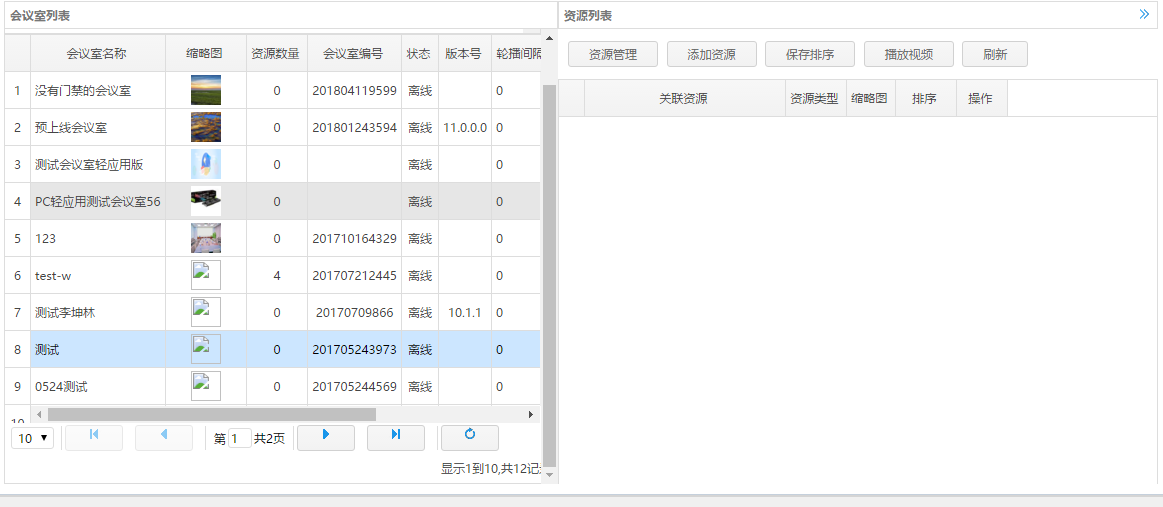 会议室列表
会议室名称 缩略图 资源数量 会议室编号 状态 版本号 轮播间隔
1 没有门禁的会议室 0 201804119599 离线 0
2 预上线会议室 0 201801243594 离线 11.0.0.0 0
3 测试会议室轻应用版 0 离线 0
4 PC轻应用测试会议室56 0 离线 0
5 123 0 201710164329 离线 0
6 test-w 4 201707212445 离线 0
7 测试李坤林 0 20170709866 离线 10.1.1 0
8 测试 0 201705243973 离线 0
9 0524测试 0 201705244569 离线 0
10
10 第 1 共2页
显示1到10,共12记
资源列表
资源管理 添加资源 保存排序 播放视频 刷新
关联资源 资源类型 缩略图 排序 操作